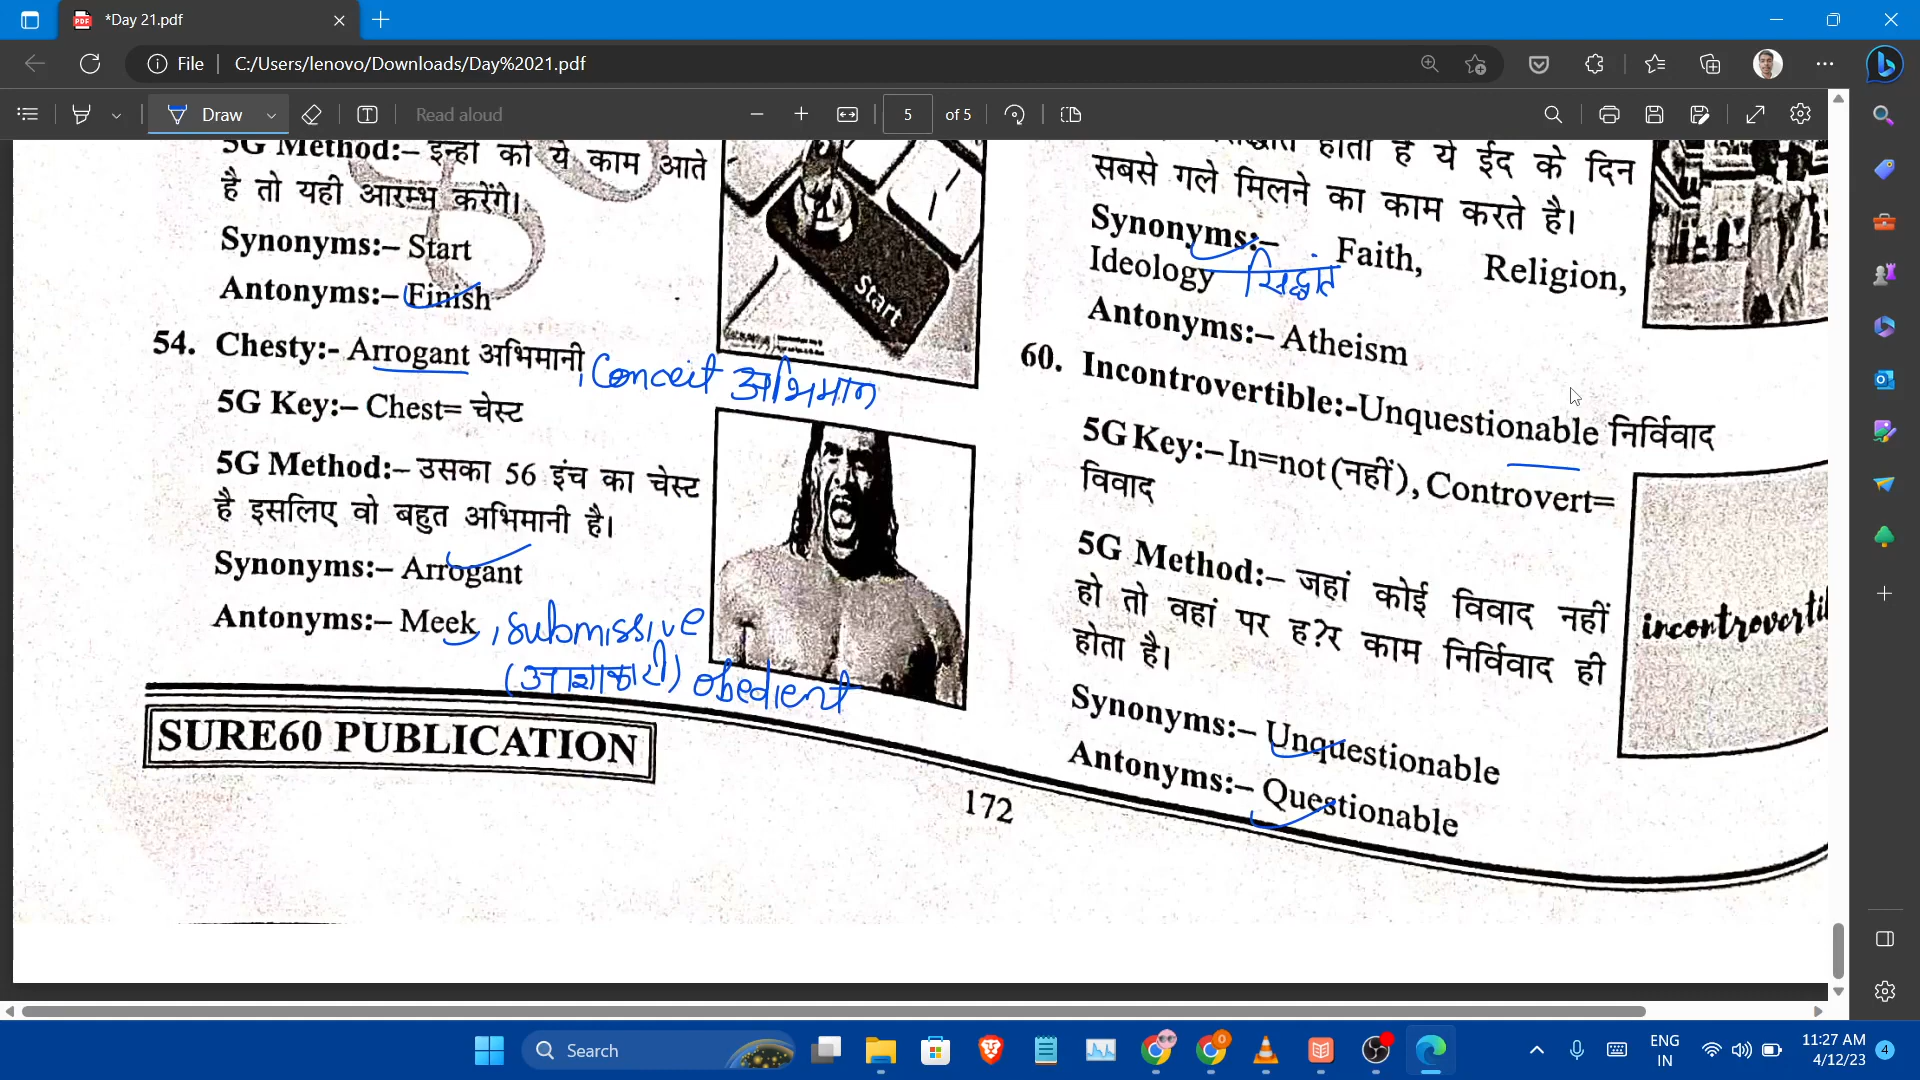 *Day 21.pdf
File
C:/Users/lenovo/Downloads/Day%2021.pdf
Draw
Read aloud
5 of 5
5G Method:– इन्हीं को ये काम आते
है तो यही आरम्भ करेंगे।
Synonyms:– Start
Antonyms:– Finish
54. Chesty:- Arrogant अभिमानी, Conceit अभिमान
5G Key:– Chest= चेस्ट
5G Method:– उसका 56 इंच का चेस्ट
है इसलिए वो बहुत अभिमानी है।
Synonyms:– Arrogant
Antonyms:– Meek, submissive
(आज्ञाकारी) obedient
SURE60 PUBLICATION
172
Start
होता है ये ईद के दिन
सबसे गले मिलने का काम करते है।
Synonyms:– Faith, Religion,
Ideology सिद्धांत
Antonyms:– Atheism
60. Incontrovertible:-Unquestionable निर्विवाद
5G Key:– In=not (नहीं), Controvert=
विवाद
5G Method:– जहां कोई विवाद नहीं
हो तो वहां पर ह?र काम निर्विवाद ही
होता है।
Synonyms:– Unquestionable
Antonyms:– Questionable
incontroverti
Search
ENG
IN
11:27 AM
4/12/23
4